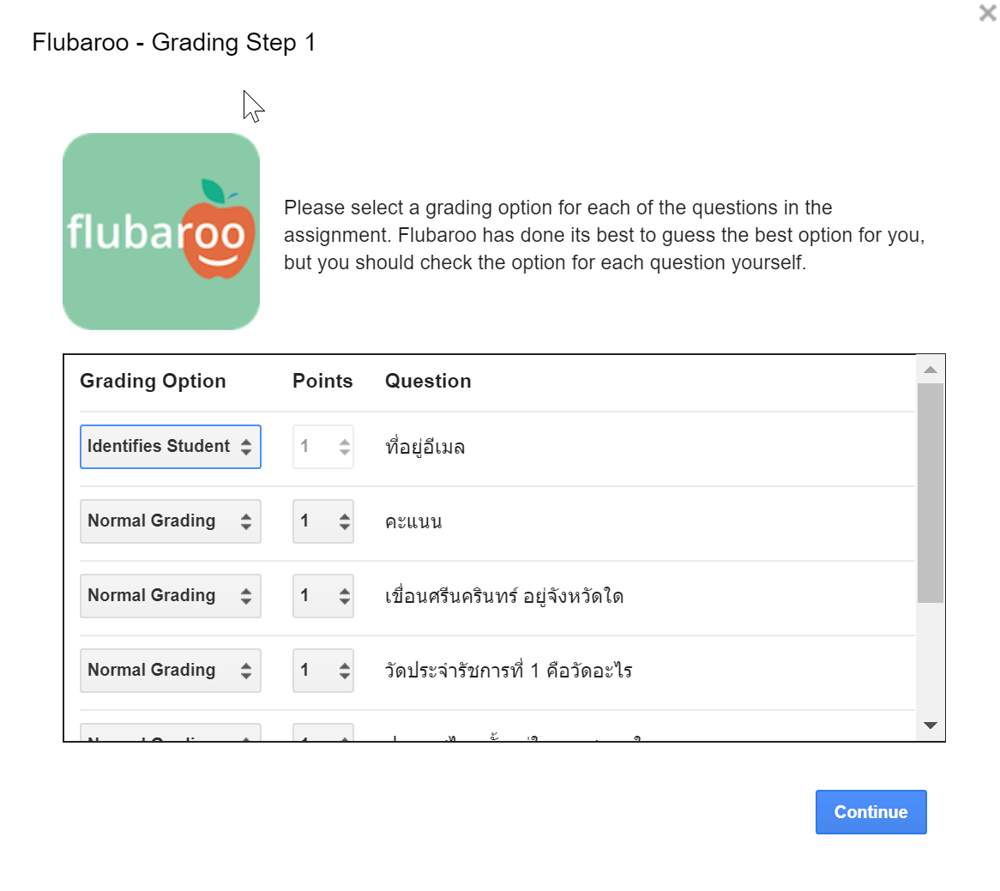 Flubaroo - Grading Step 1
flubaroo
Please select a grading option for each of the questions in the
assignment. Flubaroo has done its best to guess the best option for you,
but you should check the option for each question yourself.
Grading Option Points Question
Identifies Student 1 ที่อยู่อีเมล
Normal Grading 1 คะแนน
Normal Grading 1 เขื่อนศรีนครินทร์ อยู่จังหวัดใด
Normal Grading 1 วัดประจำรัชการที่ 1 คือวัดอะไร
Normal Grading 1
Continue